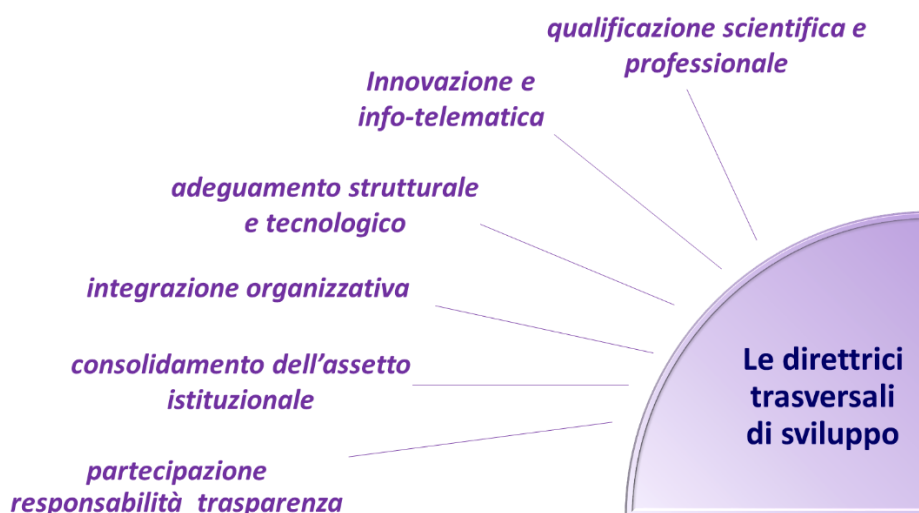 qualificazione scientifica e
professionale
Innovazione e
info-telematica
adeguamento strutturale
e tecnologico
integrazione organizzativa
consolidamento dell’assetto
istituzionale
partecipazione
responsabilità trasparenza
Le direttrici
trasversali
di sviluppo